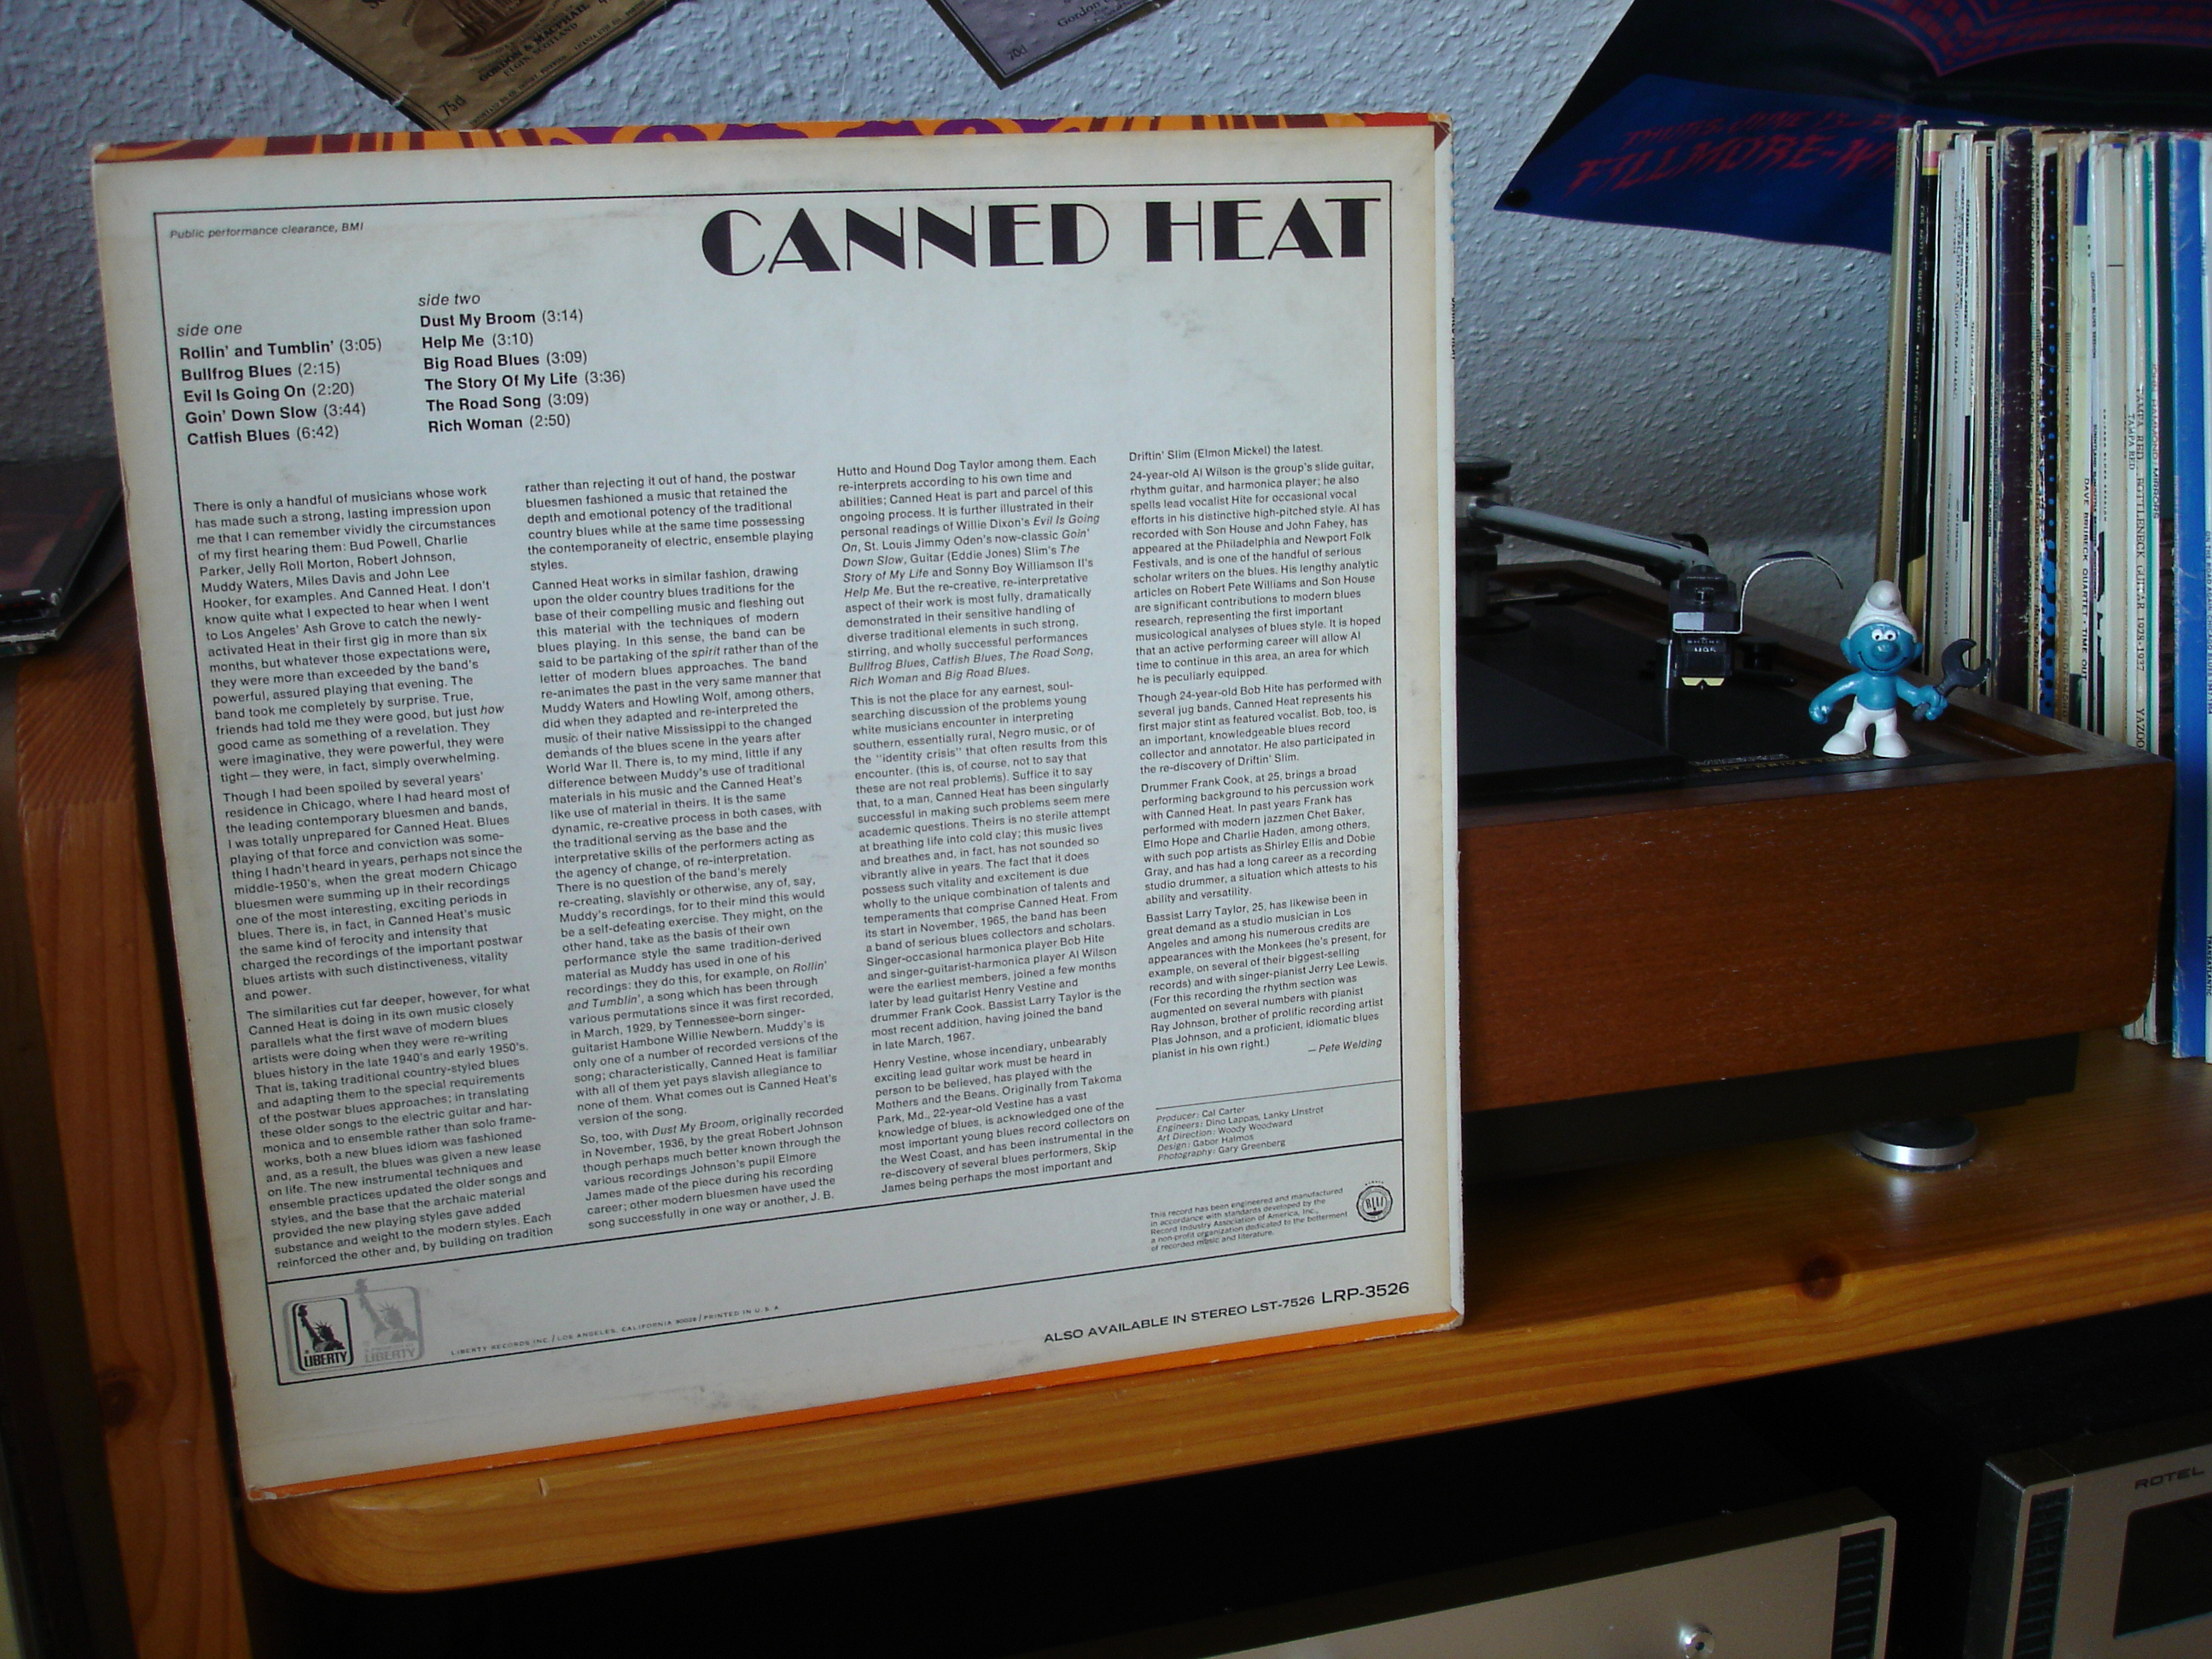 GORDON & MACPHAIL
ELGIN, SCOTLAND
75cl
Gordon
70cl
FILLMORE-W
Public performance clearance, BMI
CANNED HEAT
side one
Rollin' and Tumblin' (3:05)
Bullfrog Blues (2:15)
Evil Is Going On (2:20)
Goin' Down Slow (3:44)
Catfish Blues (6:42)
side two
Dust My Broom (3:14)
Help Me (3:10)
Big Road Blues (3:09)
The Story Of My Life (3:36)
The Road Song (3:09)
Rich Woman (2:50)
There is only a handful of musicians whose work
has made such a strong, lasting impression upon
me that I can remember vividly the circumstances
of my first hearing them: Bud Powell, Charlie
Parker, Jelly Roll Morton, Robert Johnson,
Muddy Waters, Miles Davis and John Lee
Hooker, for examples. And Canned Heat. I don't
know quite what I expected to hear when I went
to Los Angeles' Ash Grove to catch the newly-
activated Heat in their first gig in more than six
months, but whatever those expectations were,
they were more than exceeded by the band's
powerful, assured playing that evening. The
band took me completely by surprise. True,
friends had told me they were good, but just how
good came as something of a revelation. They
were imaginative, they were powerful, they were
tight — they were, in fact, simply overwhelming.
Though I had been spoiled by several years'
residence in Chicago, where I had heard most of
the leading contemporary bluesmen and bands,
I was totally unprepared for Canned Heat. Blues
playing of that force and conviction was some-
thing I hadn't heard in years, perhaps not since the
middle-1950's, when the great modern Chicago
bluesmen were summing up in their recordings
one of the most interesting, exciting periods in
blues. There is, in fact, in Canned Heat's music
the same kind of ferocity and intensity that
charged the recordings of the important postwar
blues artists with such distinctiveness, vitality
and power.
The similarities cut far deeper, however, for what
Canned Heat is doing in its own music closely
parallels what the first wave of modern blues
artists were doing when they were re-writing
blues history in the late 1940's and early 1950's.
That is, taking traditional country-styled blues
and adapting them to the special requirements
of the postwar blues approaches; in translating
these older songs to the electric guitar and har-
monica and to ensemble rather than solo frame-
works, both a new blues idiom was fashioned
and, as a result, the blues was given a new lease
on life. The new instrumental techniques and
ensemble practices updated the older songs and
styles, and the base that the archaic material
provided the new playing styles gave added
substance and weight to the modern styles. Each
reinforced the other and, by building on tradition
rather than rejecting it out of hand, the postwar
bluesmen fashioned a music that retained the
depth and emotional potency of the traditional
country blues while at the same time possessing
the contemporaneity of electric, ensemble playing
styles.
Canned Heat works in similar fashion, drawing
upon the older country blues traditions for the
base of their compelling music and fleshing out
this material with the techniques of modern
blues playing. In this sense, the band can be
said to be partaking of the spirit rather than of the
letter of modern blues approaches. The band
re-animates the past in the very same manner that
Muddy Waters and Howling Wolf, among others,
did when they adapted and re-interpreted the
music of their native Mississippi to the changed
demands of the blues scene in the years after
World War II. There is, to my mind, little if any
difference between Muddy's use of traditional
materials in his music and the Canned Heat's
like use of material in theirs. It is the same
dynamic, re-creative process in both cases, with
the traditional serving as the base and the
interpretative skills of the performers acting as
the agency of change, of re-interpretation.
There is no question of the band's merely
re-creating, slavishly or otherwise, any of, say,
Muddy's recordings, for to their mind this would
be a self-defeating exercise. They might, on the
other hand, take as the basis of their own
performance style the same tradition-derived
material as Muddy has used in one of his
recordings: they do this, for example, on Rollin'
and Tumblin', a song which has been through
various permutations since it was first recorded,
in March, 1929, by Tennessee-born singer-
guitarist Hambone Willie Newbern. Muddy's is
only one of a number of recorded versions of the
song; characteristically, Canned Heat is familiar
with all of them yet pays slavish allegiance to
none of them. What comes out is Canned Heat's
version of the song.
So, too, with Dust My Broom, originally recorded
in November, 1936, by the great Robert Johnson
though perhaps much better known through the
various recordings Johnson's pupil Elmore
James made of the piece during his recording
career; other modern bluesmen have used the
song successfully in one way or another, J. B.
Hutto and Hound Dog Taylor among them. Each
re-interprets according to his own time and
abilities; Canned Heat is part and parcel of this
ongoing process. It is further illustrated in their
personal readings of Willie Dixon's Evil Is Going
On, St. Louis Jimmy Oden's now-classic Goin'
Down Slow, Guitar (Eddie Jones) Slim's The
Story of My Life and Sonny Boy Williamson II's
Help Me. But the re-creative, re-interpretative
aspect of their work is most fully, dramatically
demonstrated in their sensitive handling of
diverse traditional elements in such strong,
stirring, and wholly successful performances
Bullfrog Blues, Catfish Blues, The Road Song,
Rich Woman and Big Road Blues.
This is not the place for any earnest, soul-
searching discussion of the problems young
white musicians encounter in interpreting
southern, essentially rural, Negro music, or of
the "identity crisis" that often results from this
encounter. (this is, of course, not to say that
these are not real problems). Suffice it to say
that, to a man, Canned Heat has been singularly
successful in making such problems seem mere
academic questions. Theirs is no sterile attempt
at breathing life into cold clay; this music lives
and breathes and, in fact, has not sounded so
vibrantly alive in years. The fact that it does
possess such vitality and excitement is due
wholly to the unique combination of talents and
temperaments that comprise Canned Heat. From
its start in November, 1965, the band has been
a band of serious blues collectors and scholars.
Singer-occasional harmonica player Bob Hite
and singer-guitarist-harmonica player Al Wilson
were the earliest members, joined a few months
later by lead guitarist Henry Vestine and
drummer Frank Cook. Bassist Larry Taylor is the
most recent addition, having joined the band
in late March, 1967.
Henry Vestine, whose incendiary, unbearably
exciting lead guitar work must be heard in
person to be believed, has played with the
Mothers and the Beans. Originally from Takoma
Park, Md., 22-year-old Vestine has a vast
knowledge of blues, is acknowledged one of the
most important young blues record collectors on
the West Coast, and has been instrumental in the
re-discovery of several blues performers, Skip
James being perhaps the most important and
Driftin' Slim (Elmon Mickel) the latest.
24-year-old Al Wilson is the group's slide guitar,
rhythm guitar, and harmonica player; he also
spells lead vocalist Hite for occasional vocal
efforts in his distinctive high-pitched style. Al has
recorded with Son House and John Fahey, has
appeared at the Philadelphia and Newport Folk
Festivals, and is one of the handful of serious
scholar writers on the blues. His lengthy analytic
articles on Robert Pete Williams and Son House
are significant contributions to modern blues
research, representing the first important
musicological analyses of blues style. It is hoped
that an active performing career will allow Al
time to continue in this area, an area for which
he is peculiarly equipped.
Though 24-year-old Bob Hite has performed with
several jug bands, Canned Heat represents his
first major stint as featured vocalist. Bob, too, is
an important, knowledgeable blues record
collector and annotator. He also participated in
the re-discovery of Driftin' Slim.
Drummer Frank Cook, at 25, brings a broad
performing background to his percussion work
with Canned Heat. In past years Frank has
performed with modern jazzmen Chet Baker,
Elmo Hope and Charlie Haden, among others,
with such pop artists as Shirley Ellis and Dobie
Gray, and has had a long career as a recording
studio drummer, a situation which attests to his
ability and versatility.
Bassist Larry Taylor, 25, has likewise been in
great demand as a studio musician in Los
Angeles and among his numerous credits are
appearances with the Monkees (he's present, for
example, on several of their biggest-selling
records) and with singer-pianist Jerry Lee Lewis.
(For this recording the rhythm section was
augmented on several numbers with pianist
Ray Johnson, brother of prolific recording artist
Plas Johnson, and a proficient, idiomatic blues
pianist in his own right.)
— Pete Welding
Producer: Cal Carter
Engineers: Dino Lappas, Lanky Linstrot
Art Direction: Woody Woodward
Design: Gabor Halmos
Photography: Gary Greenberg
This record has been engineered and manufactured
in accordance with standards developed by the
Record Industry Association of America, Inc.,
a non-profit organization dedicated to the betterment
of recorded music and literature.
LIBERTY
LIBERTY
LIBERTY RECORDS INC. / LOS ANGELES, CALIFORNIA 90028 / PRINTED IN U.S.A.
ALSO AVAILABLE IN STEREO LST-7526 LRP-3526
SHURE
M95
TAMPA RED BOTTLENECK GUITAR 1928-1937
TAMPA RED
YAZOO
DAVE BRUBECK QUARTET · TIME OUT
ROTEL